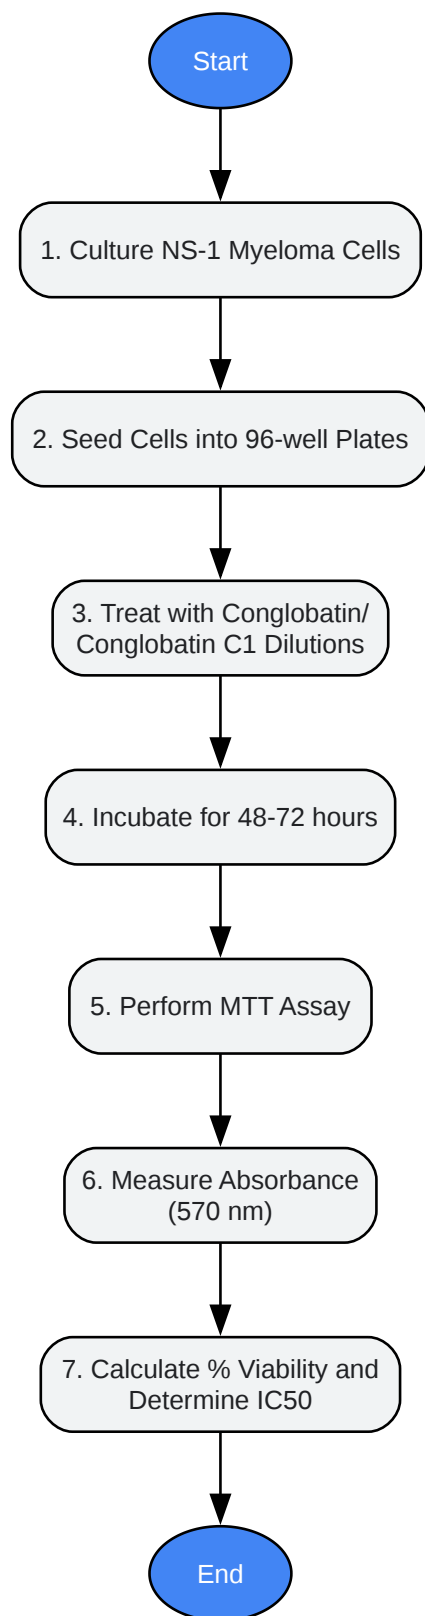 Start
1. Culture NS-1 Myeloma Cells
2. Seed Cells into 96-well Plates
3. Treat with Conglobatin/
Conglobatin C1 Dilutions
4. Incubate for 48-72 hours
5. Perform MTT Assay
6. Measure Absorbance
(570 nm)
7. Calculate % Viability and
Determine IC50
End